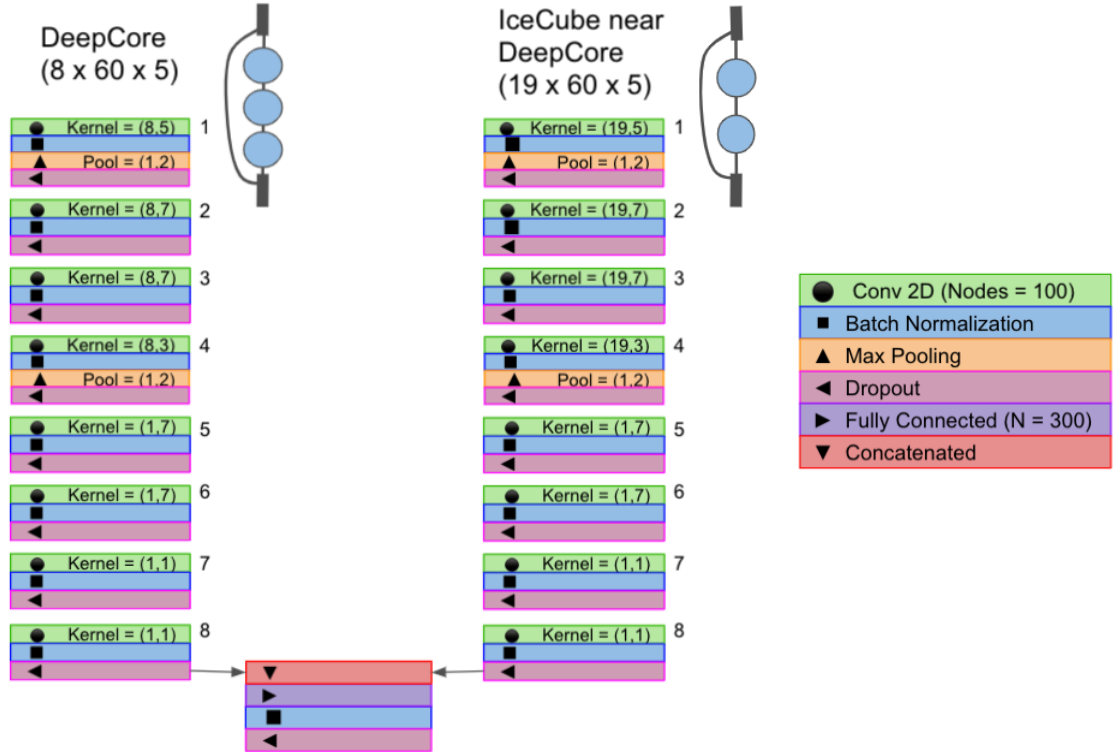 DeepCore
(8 x 60 x 5)
Kernel = (8,5)
1
Pool = (1,2)
Kernel = (8,7)
2
Kernel = (8,7)
3
Kernel = (8,3)
4
Pool = (1,2)
Kernel = (1,7)
5
Kernel = (1,7)
6
Kernel = (1,1)
7
Kernel = (1,1)
8
IceCube near
DeepCore
(19 x 60 x 5)
Kernel = (19,5)
1
Pool = (1,2)
Kernel = (19,7)
2
Kernel = (19,7)
3
Kernel = (19,3)
4
Pool = (1,2)
Kernel = (1,7)
5
Kernel = (1,7)
6
Kernel = (1,1)
7
Kernel = (1,1)
8
Conv 2D (Nodes = 100)
Batch Normalization
Max Pooling
Dropout
Fully Connected (N = 300)
Concatenated